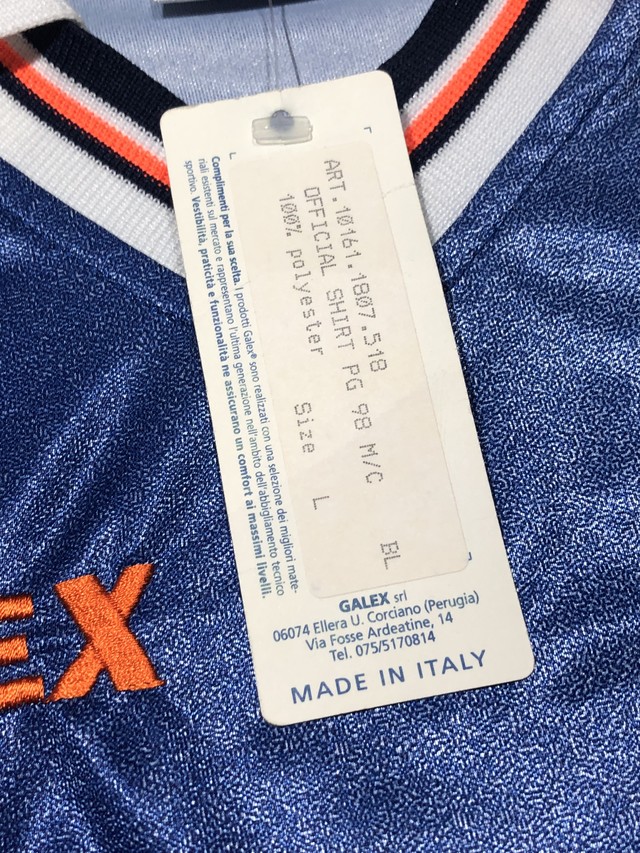 ART.10161.1807.518
OFFICIAL SHIRT PG 98 M/C BL
100% polyester Size L
Complimenti per la sua scelta. I prodotti Galex® sono realizzati con una selezione dei migliori mate-
riali esistenti sul mercato e rappresentano l'ultima generazione nell'ambito dell'abbigliamento tecnico
sportivo. Vestibilità, praticità e funzionalità ne assicurano un comfort ai massimi livelli.
GALEX srl
06074 Ellera U. Corciano (Perugia)
Via Fosse Ardeatine, 14
Tel. 075/5170814
MADE IN ITALY
EX